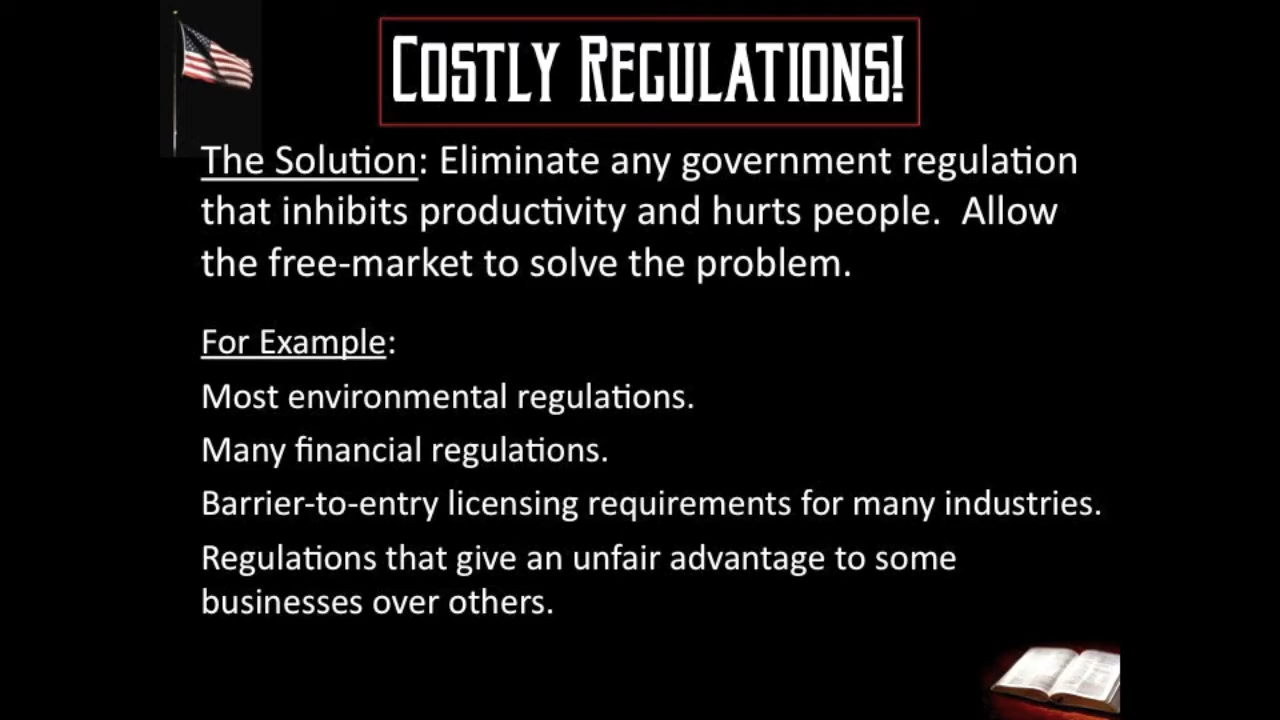 COSTLY REGULATIONS!
The Solution: Eliminate any government regulation
that inhibits productivity and hurts people.  Allow
the free-market to solve the problem.
For Example:
Most environmental regulations.
Many financial regulations.
Barrier-to-entry licensing requirements for many industries.
Regulations that give an unfair advantage to some
businesses over others.